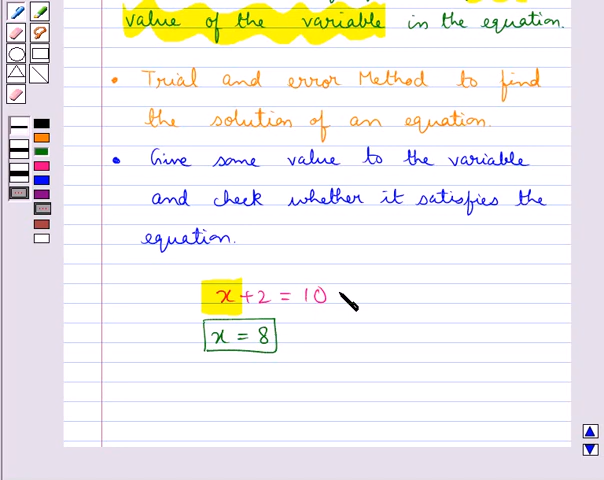 value of the variable in the equation.
• Trial and error Method to find
the solution of an equation.
• Give some value to the variable
and check whether it satisfies the
equation.
x + 2 = 10
x = 8